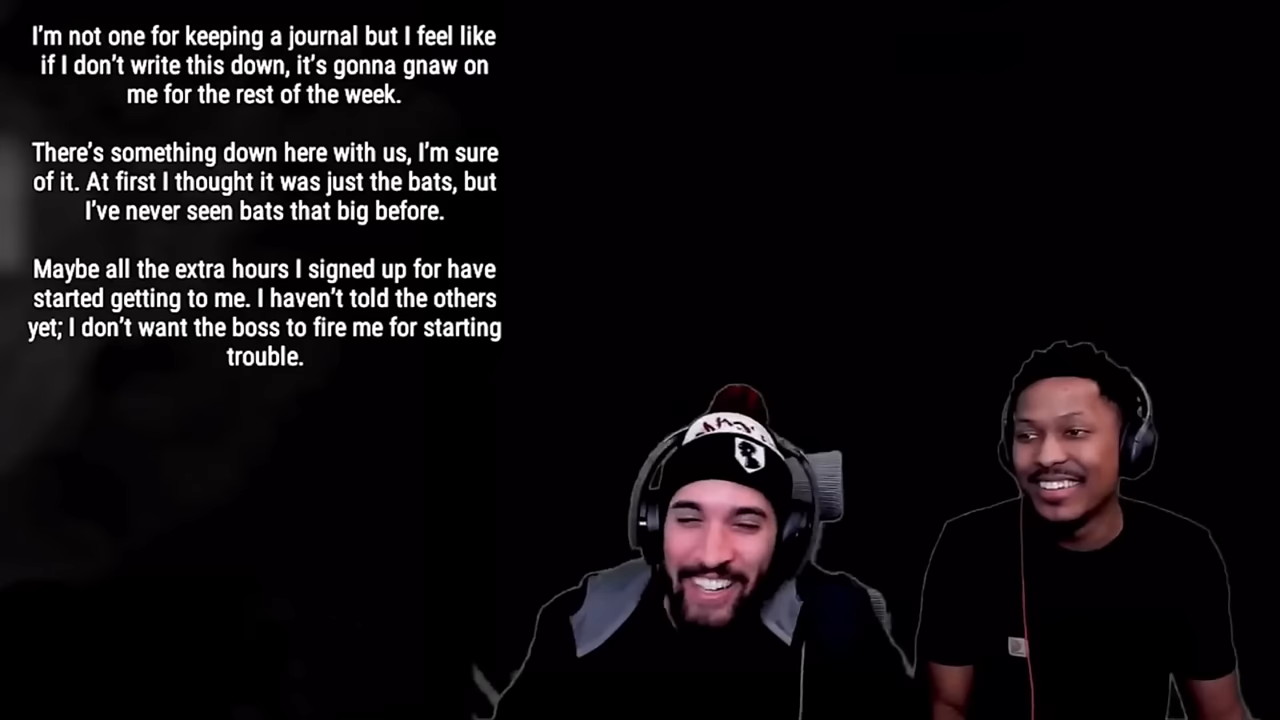 I'm not one for keeping a journal but I feel like
if I don't write this down, it's gonna gnaw on
me for the rest of the week.
There's something down here with us, I'm sure
of it. At first I thought it was just the bats, but
I've never seen bats that big before.
Maybe all the extra hours I signed up for have
started getting to me. I haven't told the others
yet; I don't want the boss to fire me for starting
trouble.